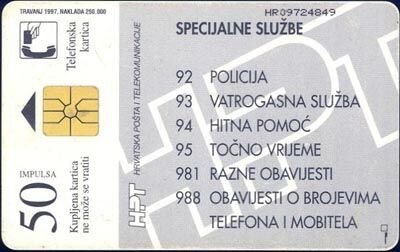 TRAVANJ 1997, NAKLADA 250.000
HR09724849
Telefonska
kartica
50
IMPULSA
Kupljena kartica
ne može se vratiti
HPT
HRVATSKA POŠTA I TELEKOMUNIKACIJE
SPECIJALNE SLUŽBE
92 POLICIJA
93 VATROGASNA SLUŽBA
94 HITNA POMOĆ
95 TOČNO VRIJEME
981 RAZNE OBAVIJESTI
988 OBAVIJESTI O BROJEVIMA
TELEFONA I MOBITELA
HPT